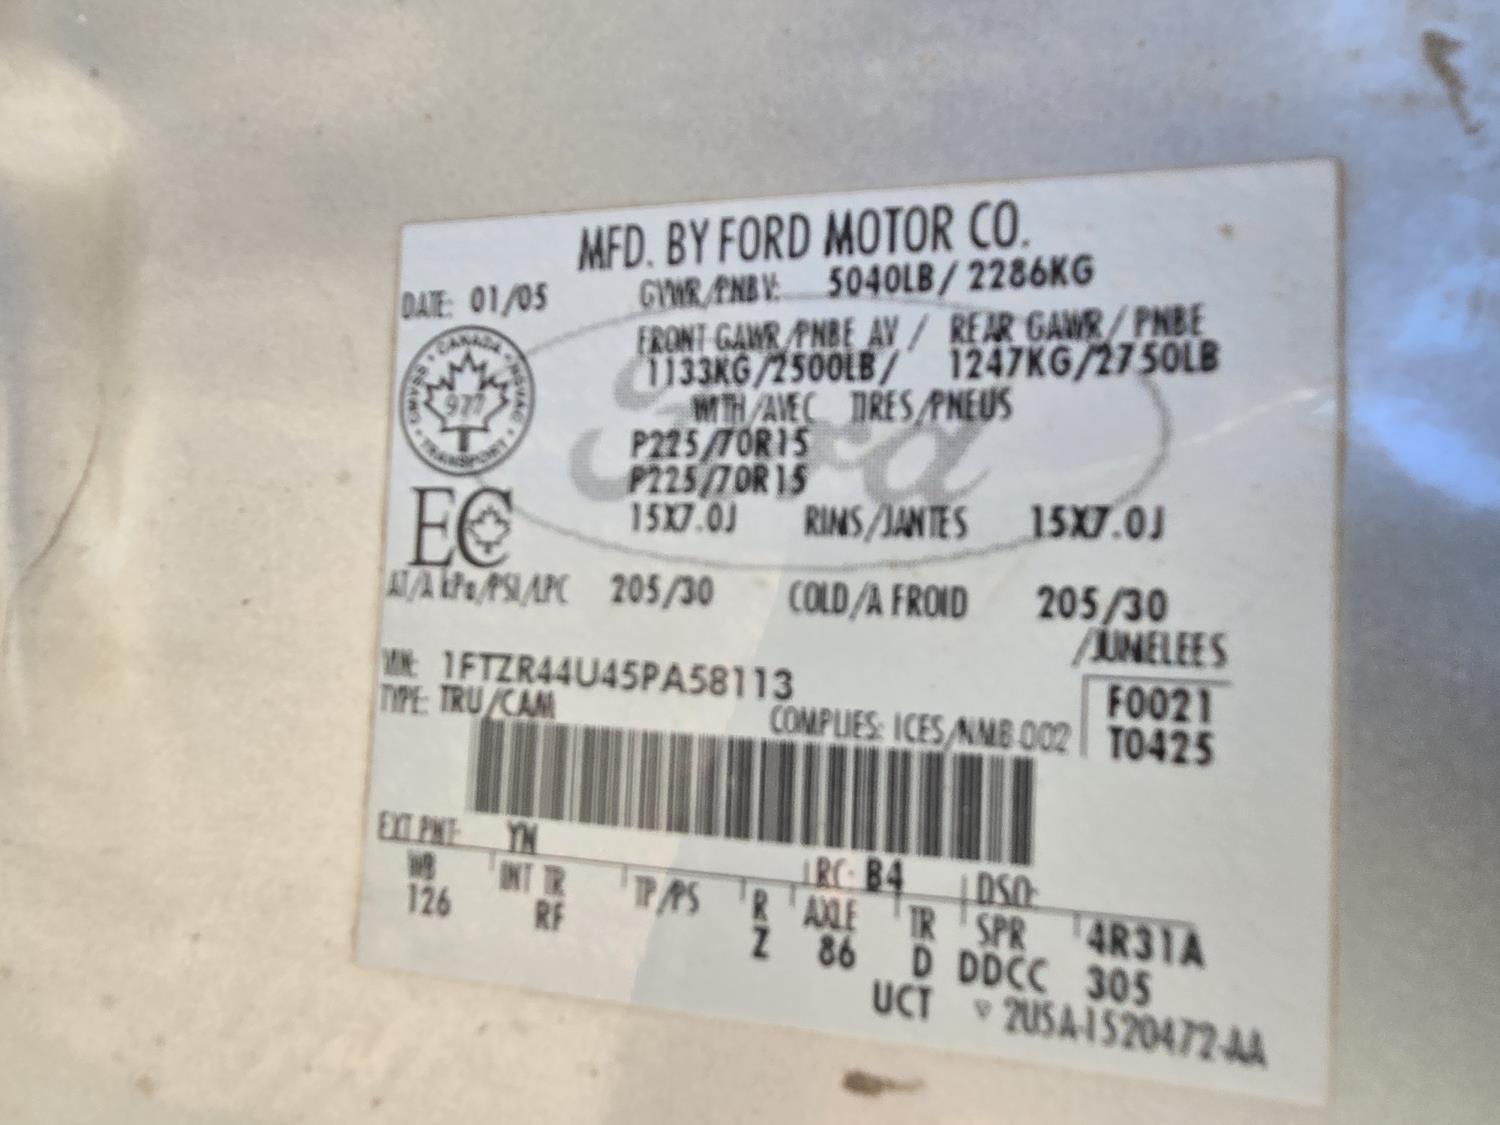 MFD. BY FORD MOTOR CO.
DATE: 01/05 GVWR/PNBV: 5040LB/ 2286KG
FRONT GAWR/PNBE AV / REAR GAWR/ PNBE
1133KG/2500LB/ 1247KG/2750LB
CANADA
977
TRANSPORT
WITH/AVEC TIRES/PNEUS
P225/70R15
P225/70R15
EC
15X7.0J RIMS/JANTES 15X7.0J
AT/A kPa/PSI/LPC 205/30 COLD/A FROID 205/30
/JUMELEES
VIN: 1FTZR44U45PA58113
F0021
TYPE: TRU/CAM
COMPLIES: ICES/NMB-002
T0425
EXT PNT: YN RC: B4 DSO:
WB INT TR TP/PS R AXLE TR SPR 4R31A
126 RF Z 86 D DDCC 305
UCT ▽ 2U5A-1520472-AA
Ford